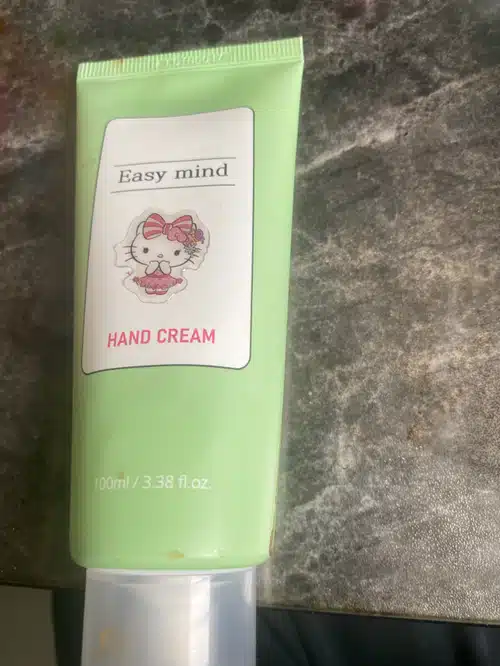 Easy mind
HAND CREAM
100ml / 3.38 fl.oz.